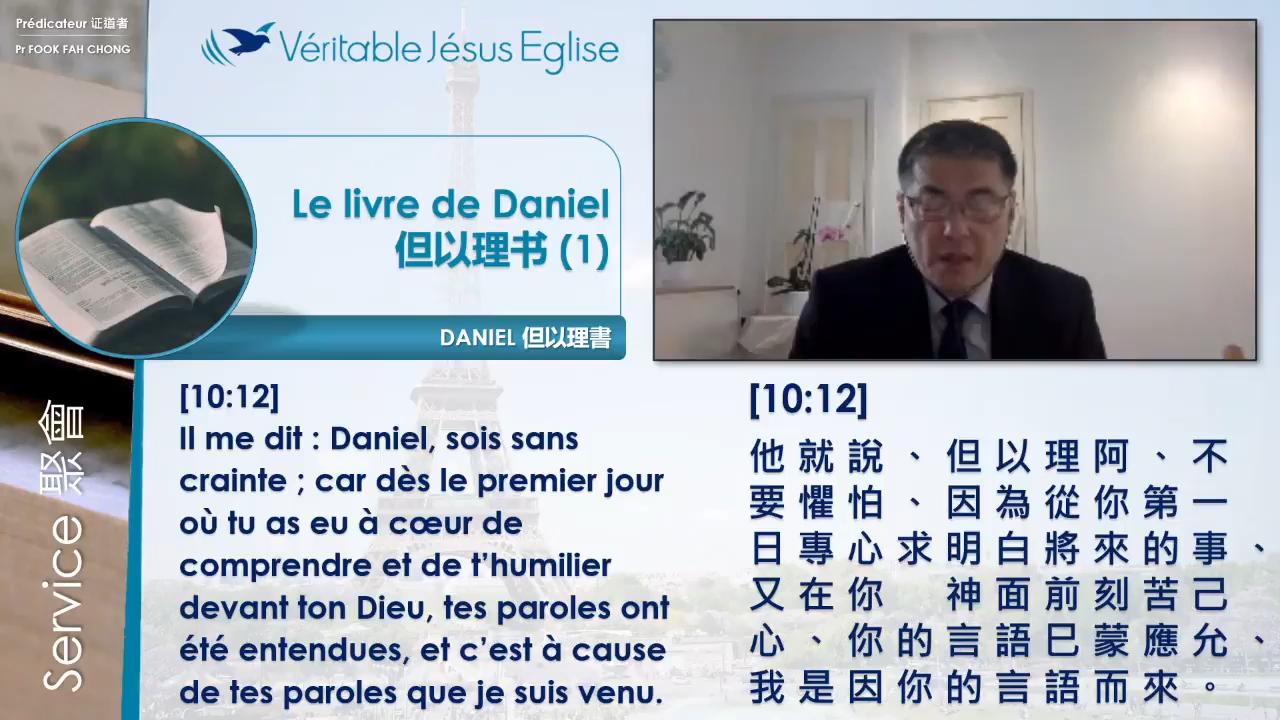 Prédicateur 证道者
Pr FOOK FAH CHONG
Véritable Jésus Eglise
Le livre de Daniel
但以理书 (1)
DANIEL 但以理書
Service 聚會
[10:12]
Il me dit : Daniel, sois sans
crainte ; car dès le premier jour
où tu as eu à cœur de
comprendre et de t’humilier
devant ton Dieu, tes paroles ont
été entendues, et c’est à cause
de tes paroles que je suis venu.
[10:12]
他就說、但以理阿、不
要懼怕、因為從你第一
日專心求明白將來的事、
又在你　神面前刻苦己
心、你的言語巳蒙應允、
我是因你的言語而來。